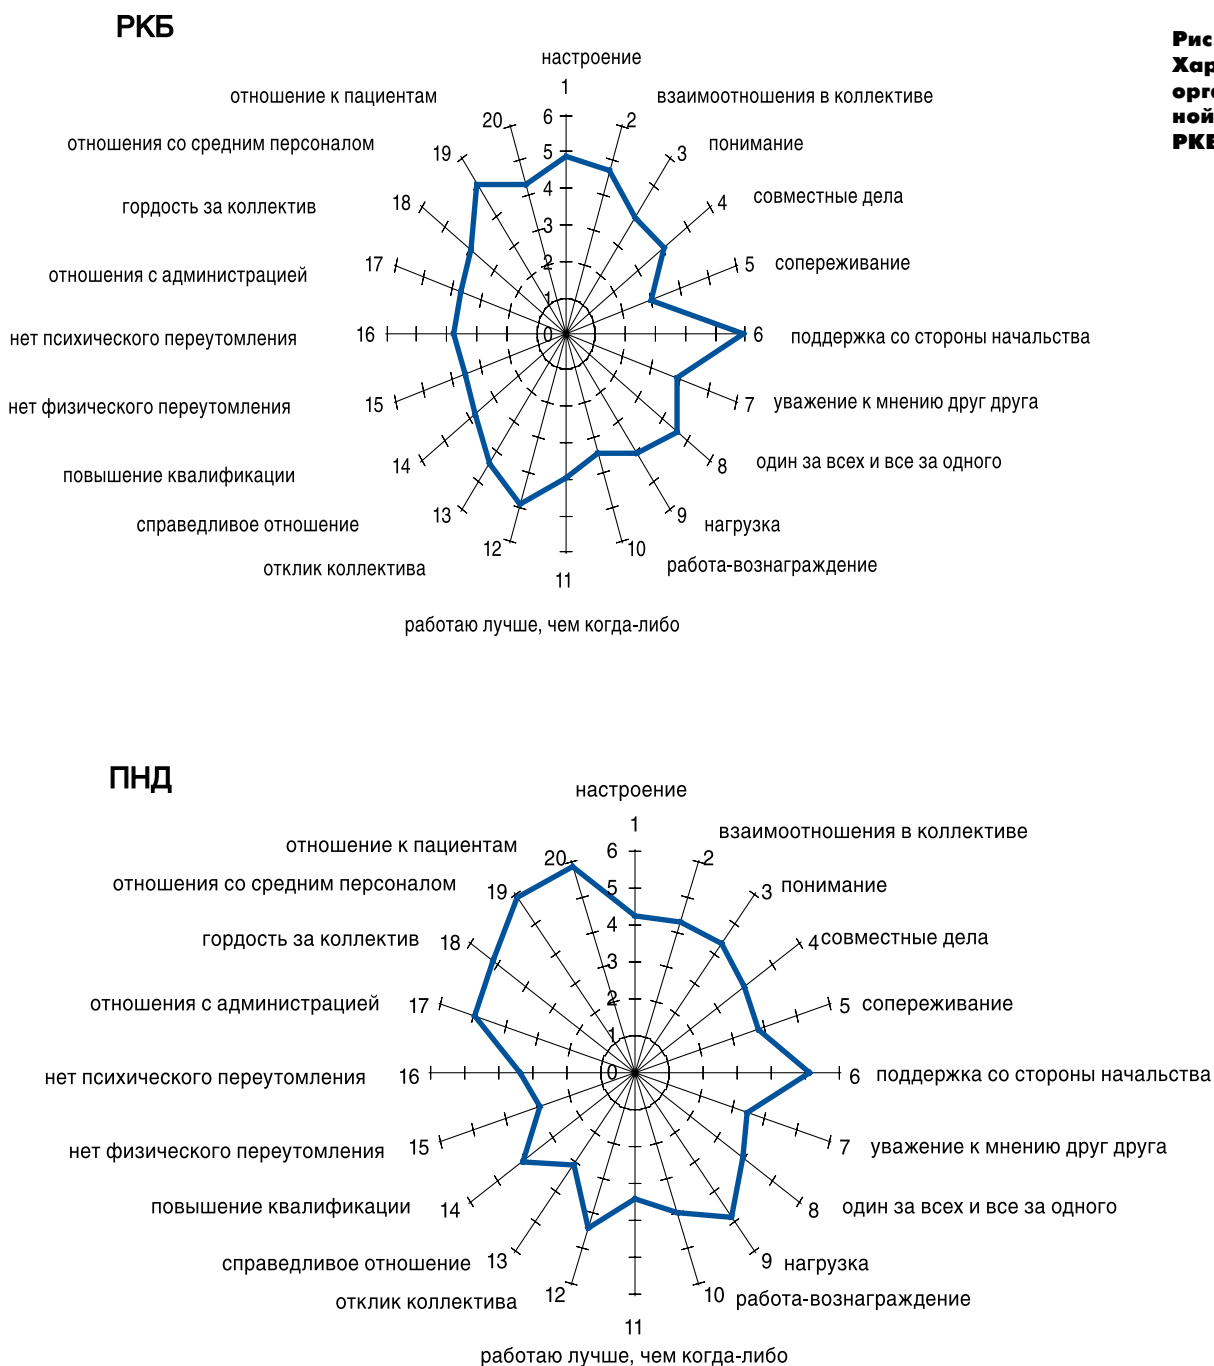 РКБ
Рис
Хар
орга
ной
РКБ
настроение
1
взаимоотношения в коллективе
2
понимание
3
совместные дела
4
сопереживание
5
поддержка со стороны начальства
6
уважение к мнению друг друга
7
один за всех и все за одного
8
нагрузка
9
работа-вознаграждение
10
работаю лучше, чем когда-либо
11
отклик коллектива
12
справедливое отношение
13
повышение квалификации
14
нет физического переутомления
15
нет психического переутомления
16
отношения с администрацией
17
гордость за коллектив
18
отношения со средним персоналом
19
отношение к пациентам
20
6
5
4
3
2
1
0
ПНД
настроение
1
взаимоотношения в коллективе
2
понимание
3
совместные дела
4
сопереживание
5
поддержка со стороны начальства
6
уважение к мнению друг друга
7
один за всех и все за одного
8
нагрузка
9
работа-вознаграждение
10
работаю лучше, чем когда-либо
11
отклик коллектива
12
справедливое отношение
13
повышение квалификации
14
нет физического переутомления
15
нет психического переутомления
16
отношения с администрацией
17
гордость за коллектив
18
отношения со средним персоналом
19
отношение к пациентам
20
6
5
4
3
2
1
0